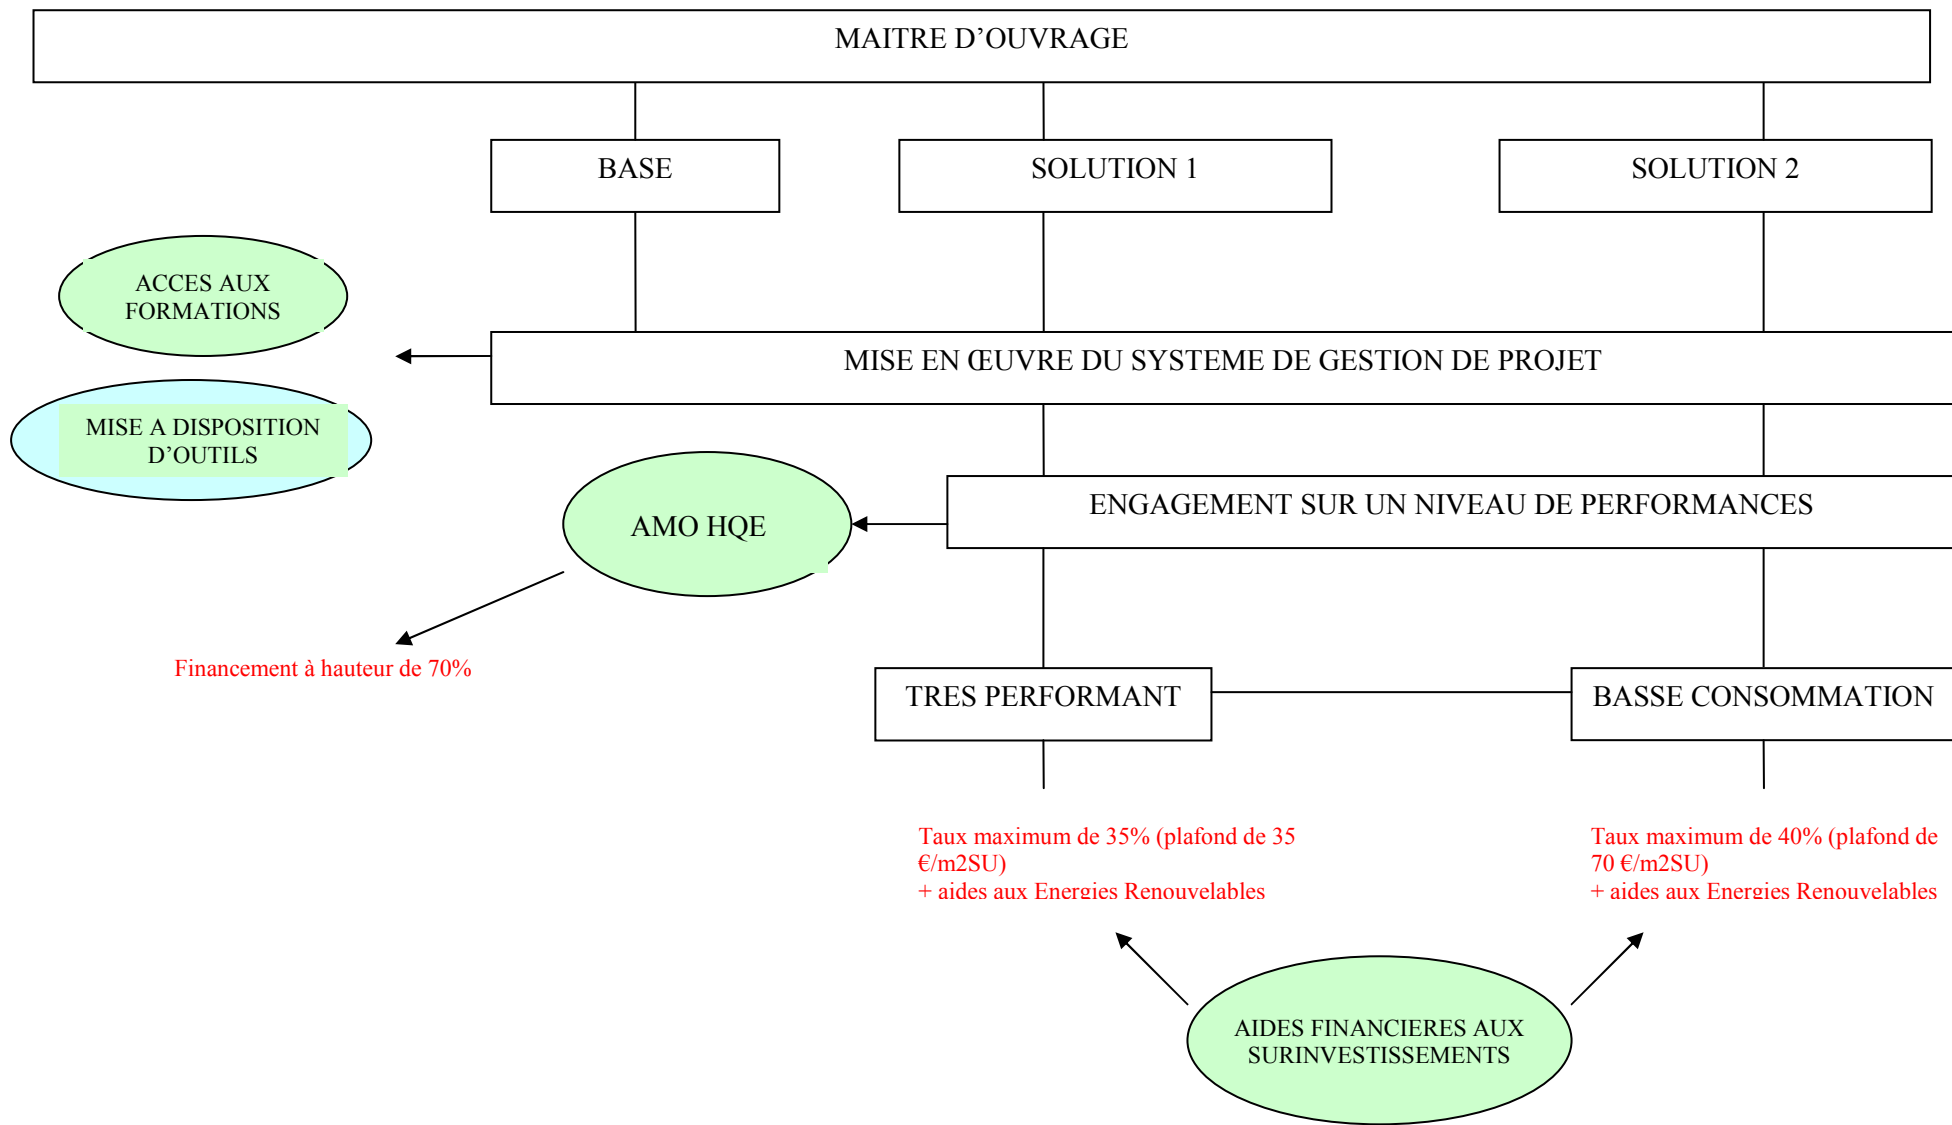 MAITRE D’OUVRAGE
BASE
SOLUTION 1
SOLUTION 2
ACCES AUX
FORMATIONS
MISE EN ŒUVRE DU SYSTEME DE GESTION DE PROJET
MISE A DISPOSITION
D’OUTILS
ENGAGEMENT SUR UN NIVEAU DE PERFORMANCES
AMO HQE
Financement à hauteur de 70%
TRES PERFORMANT
BASSE CONSOMMATION
Taux maximum de 35% (plafond de 35
€/m2SU)
+ aides aux Energies Renouvelables
Taux maximum de 40% (plafond de
70 €/m2SU)
+ aides aux Energies Renouvelables
AIDES FINANCIERES AUX
SURINVESTISSEMENTS